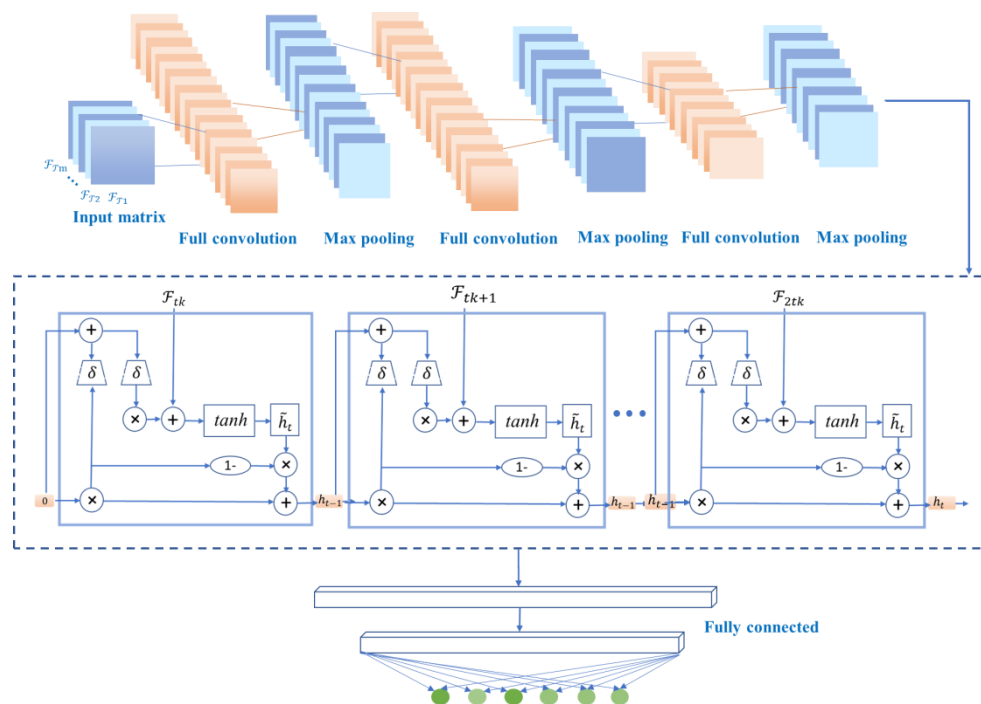 ℱ𝒯m
⋯
ℱ𝒯2 ℱ𝒯1
Input matrix
Full convolution
Max pooling
Full convolution
Max pooling
Full convolution
Max pooling
ℱtk
ℱtk+1
ℱ2tk
+
+
+
δ δ
δ δ
δ δ
× + tanh h̃t
× + tanh h̃t
× + tanh h̃t
1- ×
1- ×
1- ×
0 × + ht−1 × + ht−1 ht−1 × + ht
Fully connected